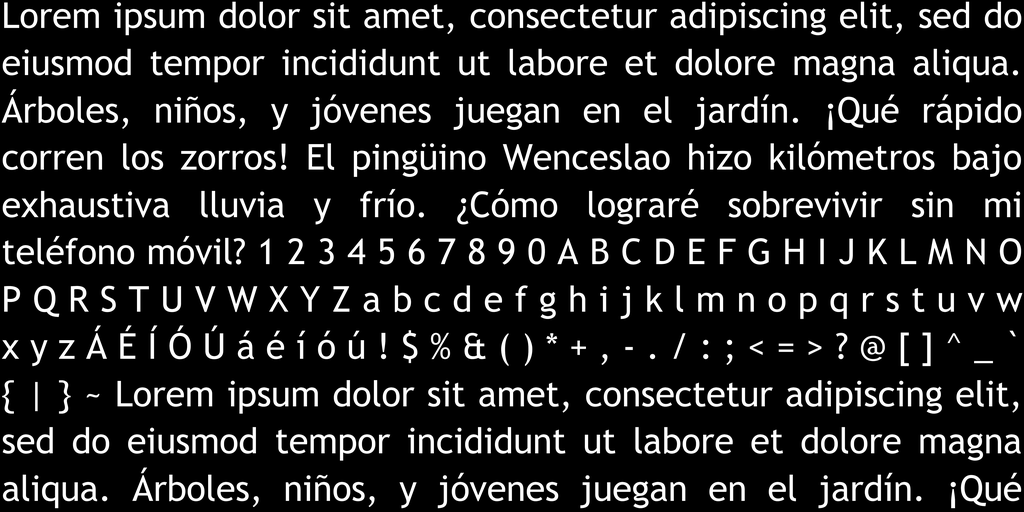 Lorem ipsum dolor sit amet, consectetur adipiscing elit, sed do
eiusmod tempor incididunt ut labore et dolore magna aliqua.
Árboles, niños, y jóvenes juegan en el jardín. ¡Qué rápido
corren los zorros! El pingüino Wenceslao hizo kilómetros bajo
exhaustiva lluvia y frío. ¿Cómo lograré sobrevivir sin mi
teléfono móvil? 1 2 3 4 5 6 7 8 9 0 A B C D E F G H I J K L M N O
P Q R S T U V W X Y Z a b c d e f g h i j k l m n o p q r s t u v w
x y z Á É Í Ó Ú á é í ó ú ! $ % & ( ) * + , - . / : ; < = > ? @ [ ] ^ _ `
{ | } ~ Lorem ipsum dolor sit amet, consectetur adipiscing elit,
sed do eiusmod tempor incididunt ut labore et dolore magna
aliqua. Árboles, niños, y jóvenes juegan en el jardín. ¡Qué